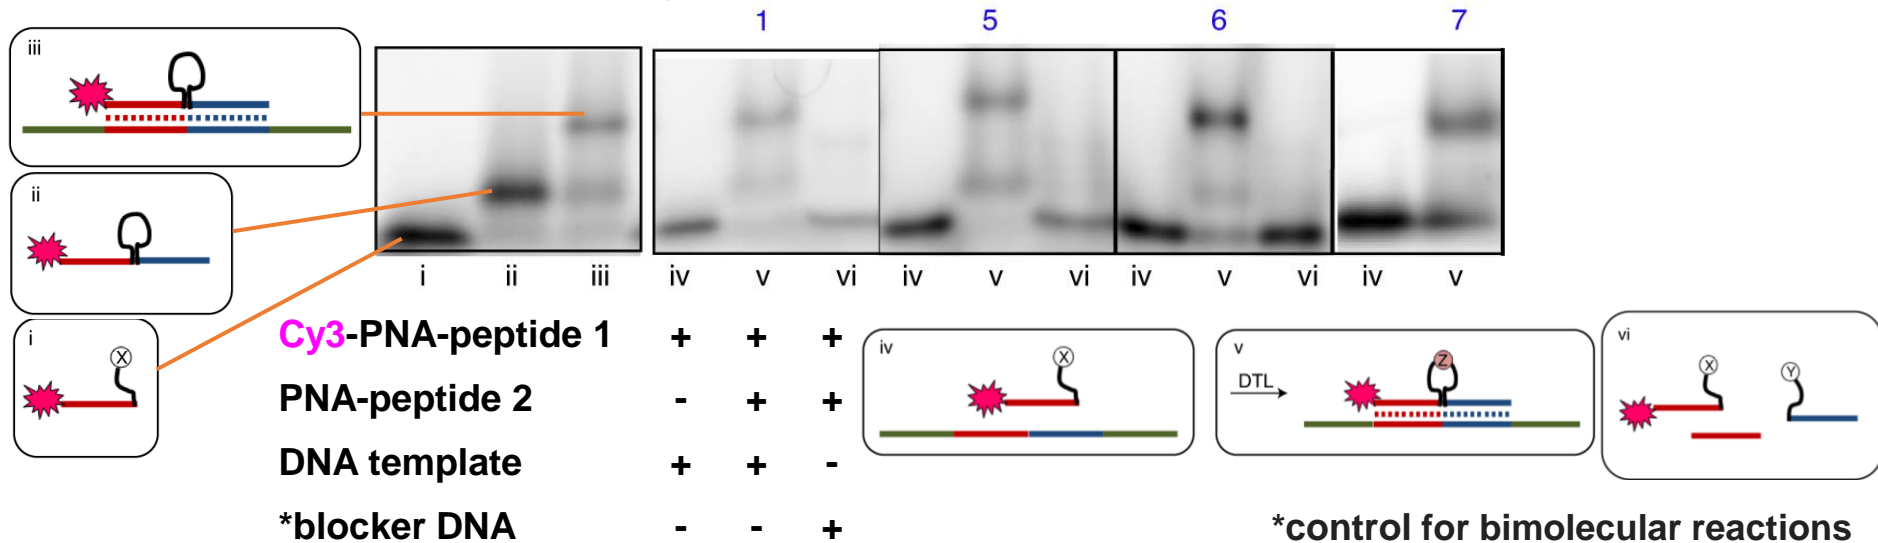 1 5 6 7
iii
ii
i
X
i ii iii iv v vi iv v vi iv v vi iv v
Cy3-PNA-peptide 1 + + +
PNA-peptide 2 - + +
DNA template + + -
*blocker DNA - - +
iv
X
v
DTL
Z
vi
X
Y
*control for bimolecular reactions